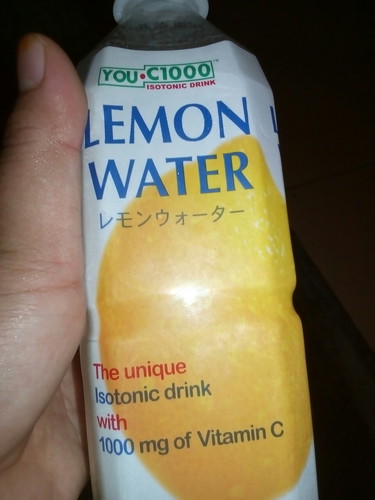 YOU•C1000™
ISOTONIC DRINK
LEMON
WATER
レモンウォーター
The unique
Isotonic drink
with
1000 mg of Vitamin C